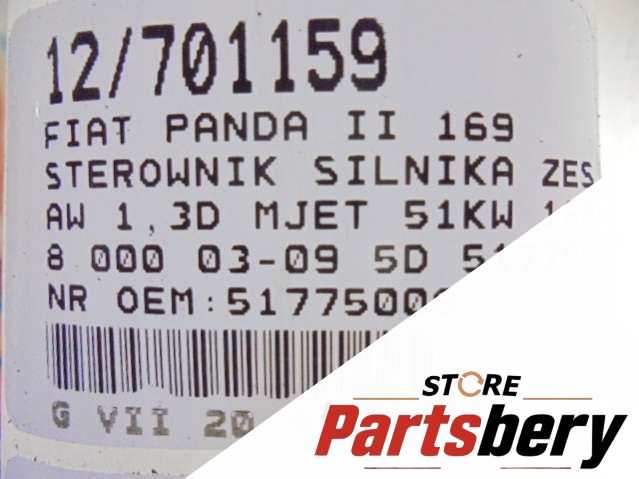 12/701159
FIAT PANDA II 169
STEROWNIK SILNIKA ZES
AW 1,3D MJET 51KW
8 000 03-09 5D
NR OEM:51775008
G VII 20
STORE
Partsbery